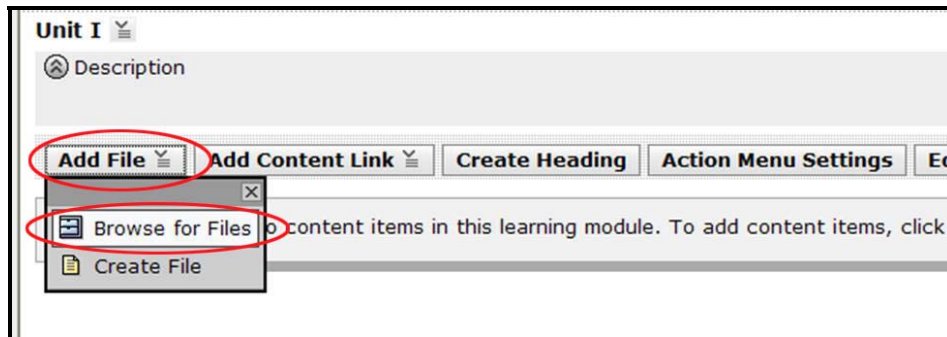 Unit I
Description
Add File Add Content Link Create Heading Action Menu Settings
Browse for Files content items in this learning module. To add content items, click
Create File